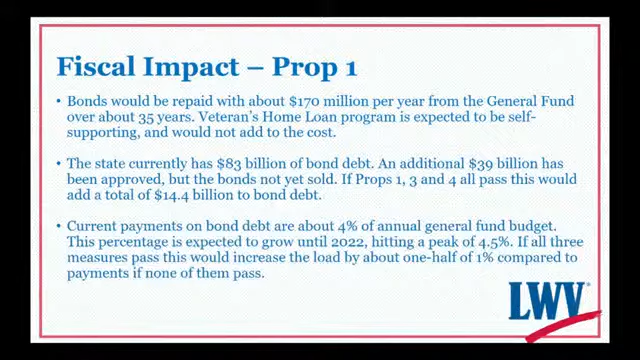 Fiscal Impact – Prop 1
• Bonds would be repaid with about $170 million per year from the General Fund
over about 35 years. Veteran's Home Loan program is expected to be self-
supporting, and would not add to the cost.
• The state currently has $83 billion of bond debt. An additional $39 billion has
been approved, but the bonds not yet sold. If Props 1, 3 and 4 all pass this would
add a total of $14.4 billion to bond debt.
• Current payments on bond debt are about 4% of annual general fund budget.
This percentage is expected to grow until 2022, hitting a peak of 4.5%. If all three
measures pass this would increase the load by about one-half of 1% compared to
payments if none of them pass.
LWV®